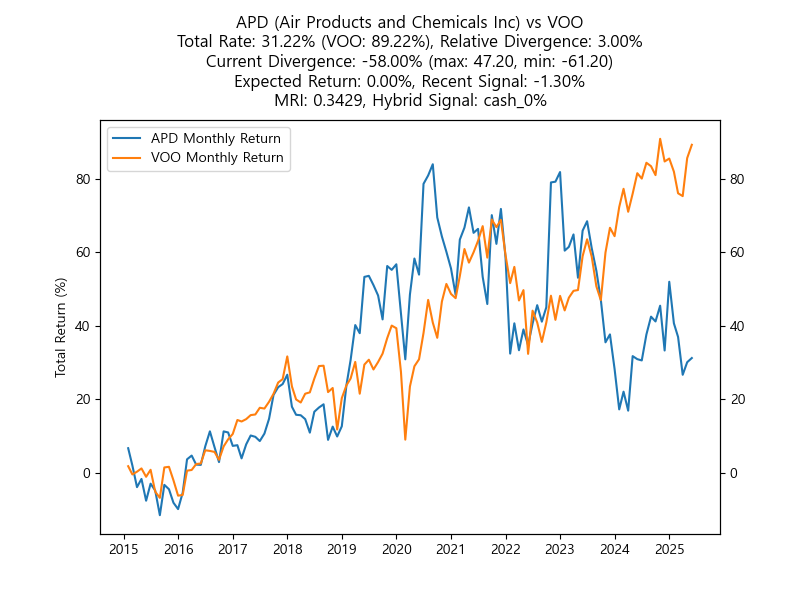 APD (Air Products and Chemicals Inc) vs VOO
Total Rate: 31.22% (VOO: 89.22%), Relative Divergence: 3.00%
Current Divergence: -58.00% (max: 47.20, min: -61.20)
Expected Return: 0.00%, Recent Signal: -1.30%
MRI: 0.3429, Hybrid Signal: cash_0%
APD Monthly Return
VOO Monthly Return
Total Return (%)
80
60
40
20
0
80
60
40
20
0
2015 2016 2017 2018 2019 2020 2021 2022 2023 2024 2025